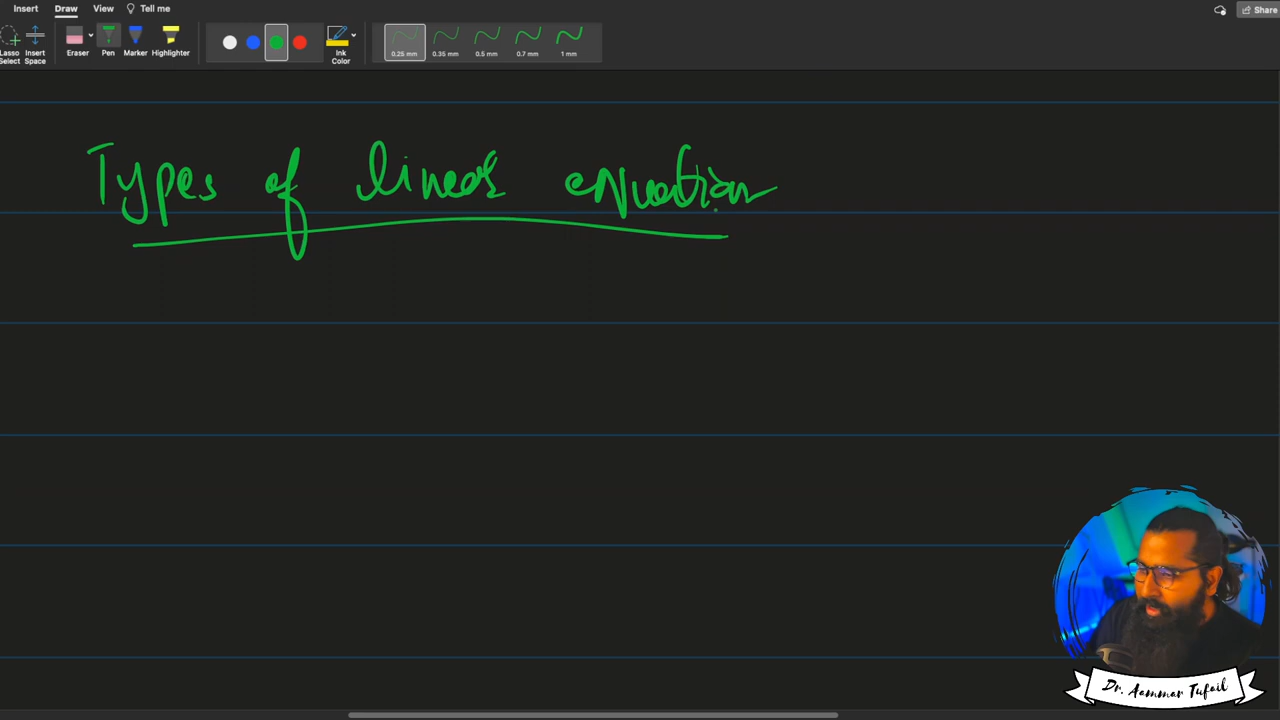 Insert Draw View Tell me Share
Lasso Select Insert Space Eraser Pen Marker Highlighter Ink Color 0.25 mm 0.35 mm 0.5 mm 0.7 mm 1 mm
Types of linear equation
Dr. Aammar Tufail